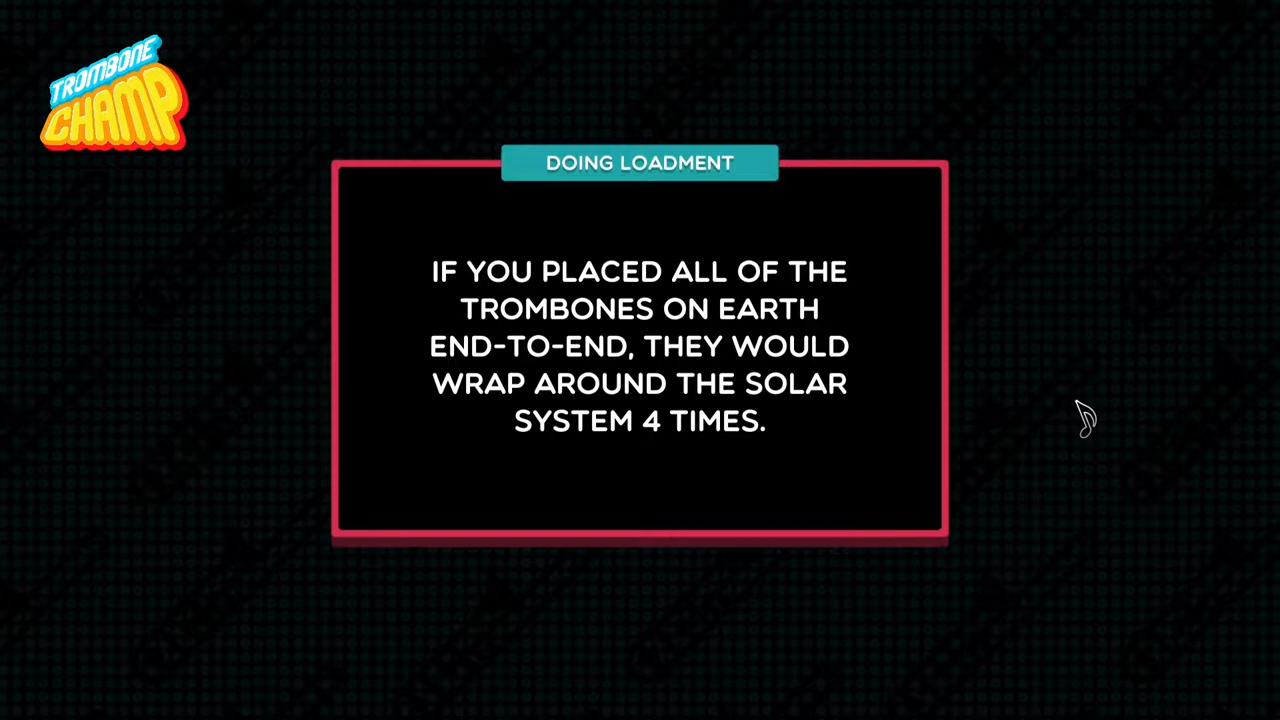 TROMBONE
CHAMP
DOING LOADMENT
IF YOU PLACED ALL OF THE
TROMBONES ON EARTH
END-TO-END, THEY WOULD
WRAP AROUND THE SOLAR
SYSTEM 4 TIMES.